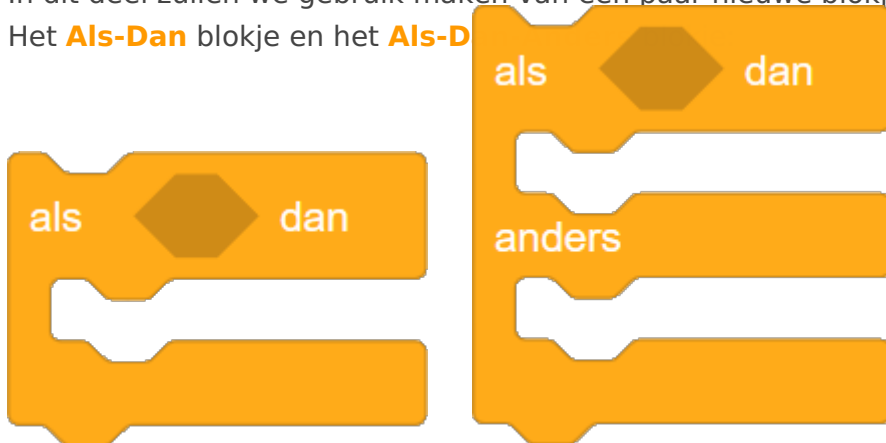 In dit deel zullen we gebruik maken van een paar nieuwe
Het Als-Dan blokje en het Als-D
als dan
als dan
anders